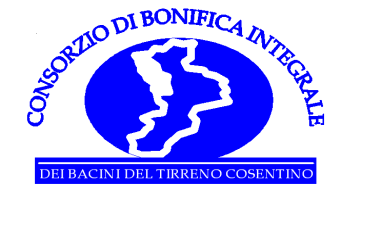 CONSORZIO DI BONIFICA INTEGRALE
DEI BACINI DEL TIRRENO COSENTINO